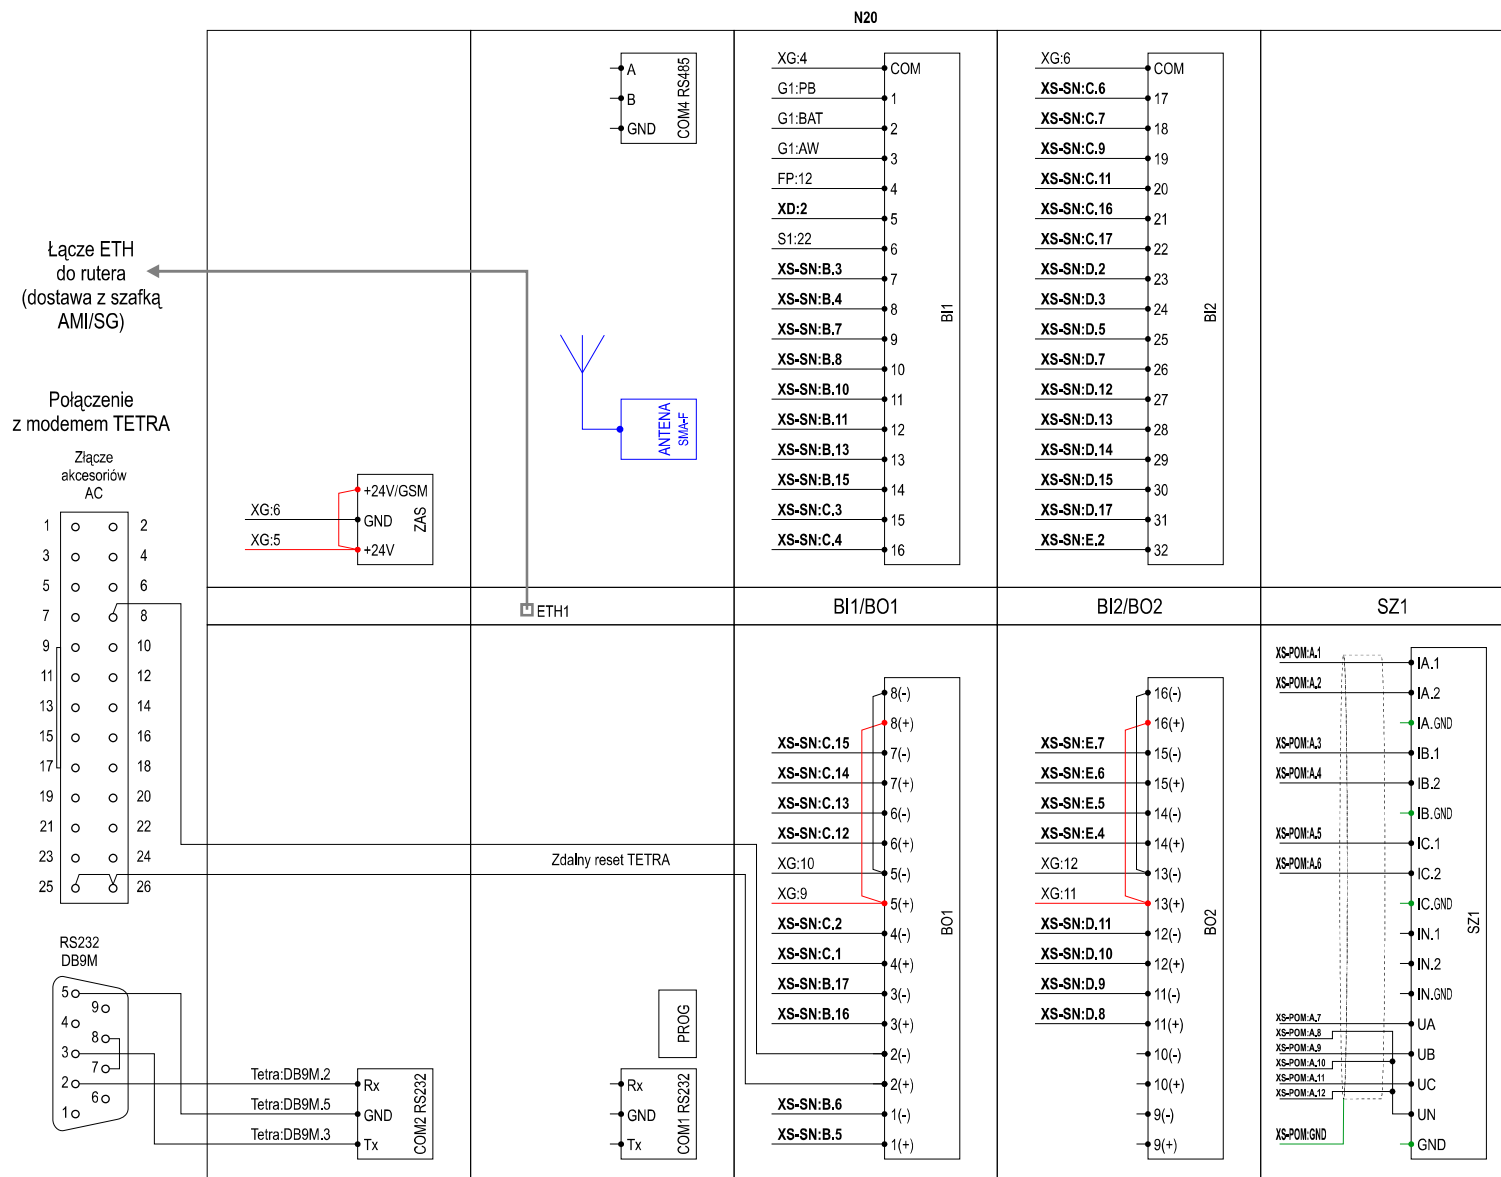 N20
A
B
GND
COM4 RS485
XG:4
G1:PB
G1:BAT
G1:AW
FP:12
XD:2
S1:22
XS-SN:B.3
XS-SN:B.4
XS-SN:B.7
XS-SN:B.8
XS-SN:B.10
XS-SN:B.11
XS-SN:B.13
XS-SN:B.15
XS-SN:C.3
XS-SN:C.4
COM
1
2
3
4
5
6
7
8
9
10
11
12
13
14
15
16
BI1
XG:6
XS-SN:C.6
XS-SN:C.7
XS-SN:C.9
XS-SN:C.11
XS-SN:C.16
XS-SN:C.17
XS-SN:D.2
XS-SN:D.3
XS-SN:D.5
XS-SN:D.7
XS-SN:D.12
XS-SN:D.13
XS-SN:D.14
XS-SN:D.15
XS-SN:D.17
XS-SN:E.2
COM
17
18
19
20
21
22
23
24
25
26
27
28
29
30
31
32
BI2
Łącze ETH
do rutera
(dostawa z szafką
AMI/SG)
ANTENA
SMA-F
Połączenie
z modemem TETRA
Złącze
akcesoriów
AC
1 2
3 4
5 6
7 8
9 10
11 12
13 14
15 16
17 18
19 20
21 22
23 24
25 26
XG:6
XG:5
+24V/GSM
GND
+24V
ZAS
ETH1
BI1/BO1
BI2/BO2
SZ1
Zdalny reset TETRA
XS-SN:C.15
XS-SN:C.14
XS-SN:C.13
XS-SN:C.12
XG:10
XG:9
XS-SN:C.2
XS-SN:C.1
XS-SN:B.17
XS-SN:B.16
XS-SN:B.6
XS-SN:B.5
8(-)
8(+)
7(-)
7(+)
6(-)
6(+)
5(-)
5(+)
4(-)
4(+)
3(-)
3(+)
2(-)
2(+)
1(-)
1(+)
BO1
XS-SN:E.7
XS-SN:E.6
XS-SN:E.5
XS-SN:E.4
XG:12
XG:11
XS-SN:D.11
XS-SN:D.10
XS-SN:D.9
XS-SN:D.8
16(-)
16(+)
15(-)
15(+)
14(-)
14(+)
13(-)
13(+)
12(-)
12(+)
11(-)
11(+)
10(-)
10(+)
9(-)
9(+)
BO2
XS-POM:A.1
XS-POM:A.2
XS-POM:A.3
XS-POM:A.4
XS-POM:A.5
XS-POM:A.6
XS-POM:A.7
XS-POM:A.8
XS-POM:A.9
XS-POM:A.10
XS-POM:A.11
XS-POM:A.12
XS-POM:GND
IA.1
IA.2
IA.GND
IB.1
IB.2
IB.GND
IC.1
IC.2
IC.GND
IN.1
IN.2
IN.GND
UA
UB
UC
UN
GND
SZ1
RS232
DB9M
5
9
4
8
3
7
2
6
1
Tetra:DB9M.2
Tetra:DB9M.5
Tetra:DB9M.3
Rx
GND
Tx
COM2 RS232
PROG
Rx
GND
Tx
COM1 RS232